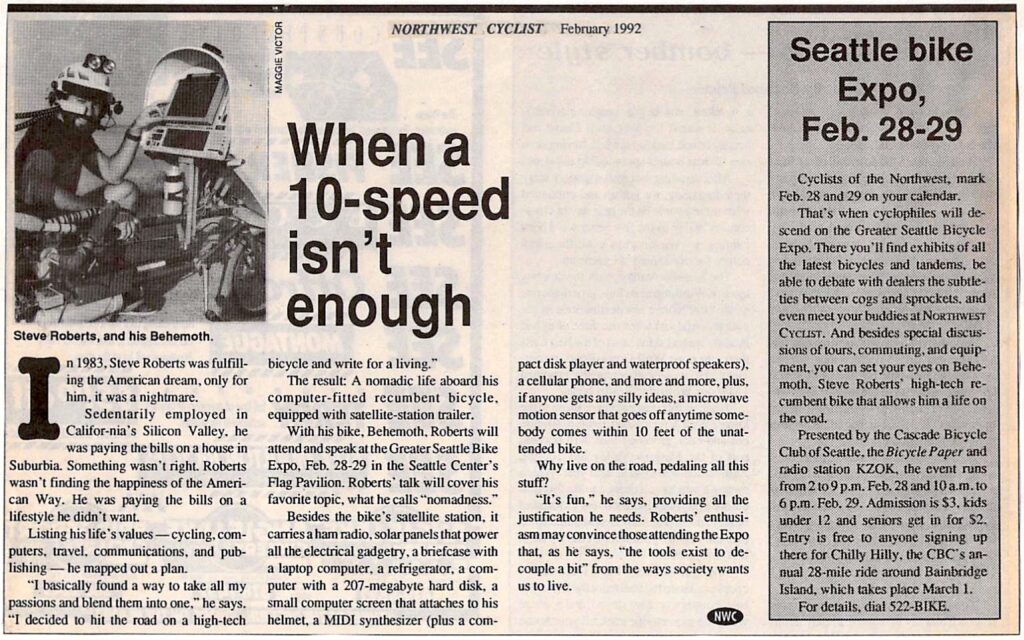 NORTHWEST CYCLIST February 1992
MAGGIE VICTOR
When a
10-speed
isn't
enough
Steve Roberts, and his Behemoth.
In 1983, Steve Roberts was fulfill-
ing the American dream, only for
him, it was a nightmare.
Sedentarily employed in
Califor-nia's Silicon Valley, he
was paying the bills on a house in
Suburbia. Something wasn't right. Roberts
wasn't finding the happiness of the Ameri-
can Way. He was paying the bills on a
lifestyle he didn't want.
Listing his life's values — cycling, com-
puters, travel, communications, and pub-
lishing — he mapped out a plan.
"I basically found a way to take all my
passions and blend them into one," he says.
"I decided to hit the road on a high-tech
bicycle and write for a living."
The result: A nomadic life aboard his
computer-fitted recumbent bicycle,
equipped with satellite-station trailer.
With his bike, Behemoth, Roberts will
attend and speak at the Greater Seattle Bike
Expo, Feb. 28-29 in the Seattle Center's
Flag Pavilion. Roberts' talk will cover his
favorite topic, what he calls "nomadness."
Besides the bike's satellite station, it
carries a ham radio, solar panels that power
all the electrical gadgetry, a briefcase with
a laptop computer, a refrigerator, a com-
puter with a 207-megabyte hard disk, a
small computer screen that attaches to his
helmet, a MIDI synthesizer (plus a com-
pact disk player and waterproof speakers),
a cellular phone, and more and more, plus,
if anyone gets any silly ideas, a microwave
motion sensor that goes off anytime some-
body comes within 10 feet of the unat-
tended bike.
Why live on the road, pedaling all this
stuff?
"It's fun," he says, providing all the
justification he needs. Roberts' enthusi-
asm may convince those attending the Expo
that, as he says, "the tools exist to de-
couple a bit" from the ways society wants
us to live.
NWC
Seattle bike
Expo,
Feb. 28-29
Cyclists of the Northwest, mark
Feb. 28 and 29 on your calendar.
That's when cyclophiles will de-
scend on the Greater Seattle Bicycle
Expo. There you'll find exhibits of all
the latest bicycles and tandems, be
able to debate with dealers the subtle-
ties between cogs and sprockets, and
even meet your buddies at NORTHWEST
CYCLIST. And besides special discus-
sions of tours, commuting, and equip-
ment, you can set your eyes on Behe-
moth, Steve Roberts' high-tech re-
cumbent bike that allows him a life on
the road.
Presented by the Cascade Bicycle
Club of Seattle, the Bicycle Paper and
radio station KZOK, the event runs
from 2 to 9 p.m. Feb. 28 and 10 a.m. to
6 p.m. Feb. 29. Admission is $3, kids
under 12 and seniors get in for $2.
Entry is free to anyone signing up
there for Chilly Hilly, the CBC's an-
nual 28-mile ride around Bainbridge
Island, which takes place March 1.
For details, dial 522-BIKE.